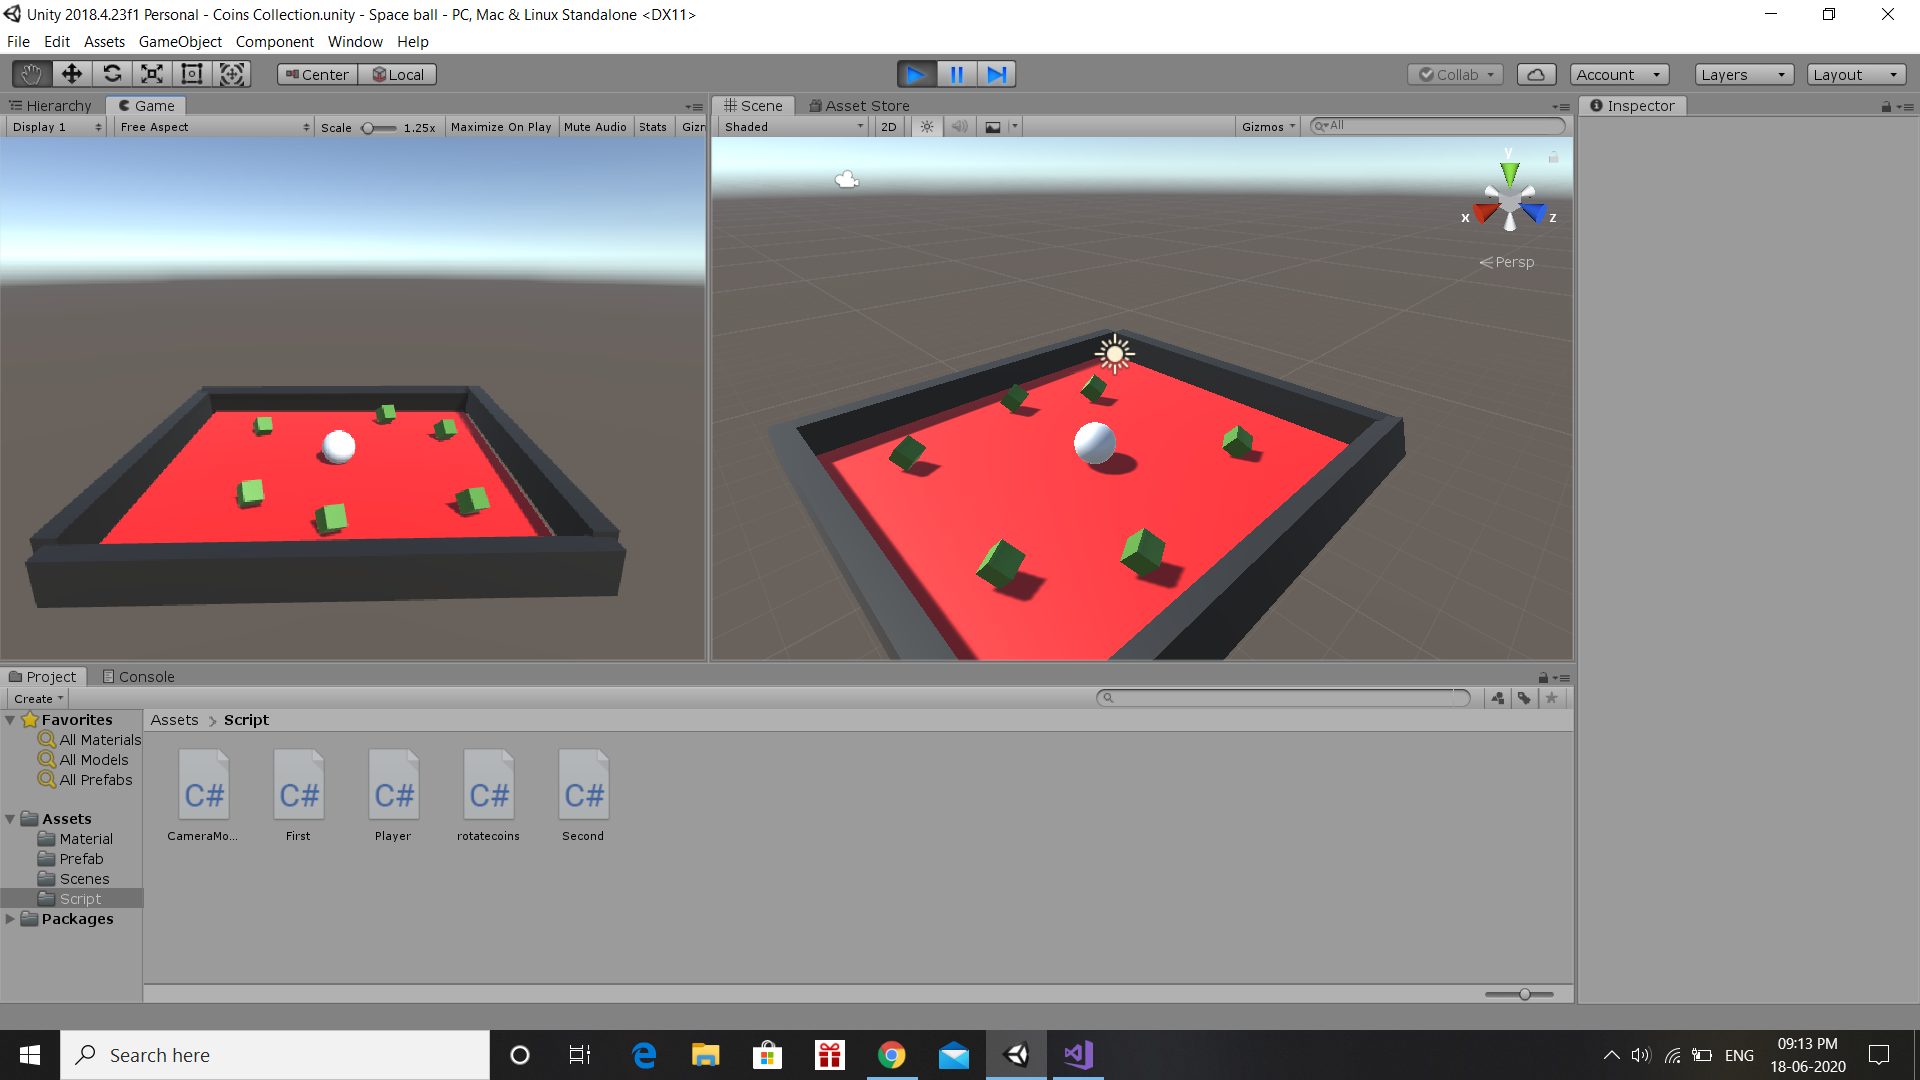 Unity 2018.4.23f1 Personal - Coins Collection.unity - Space ball - PC, Mac & Linux Standalone <DX11>
File Edit Assets GameObject Component Window Help
Center Local Collab Account Layers Layout
Hierarchy Game Scene Asset Store Inspector
Display 1 Free Aspect Scale 1.25x Maximize On Play Mute Audio Stats Gizn Shaded 2D Gizmos All
y
x z
Persp
Project Console
Create
Favorites Assets Script
All Materials
All Models
All Prefabs
C# C# C# C# C#
CameraMo... First Player rotatecoins Second
Assets
Material
Prefab
Scenes
Script
Packages
Search here ENG 09:13 PM
18-06-2020